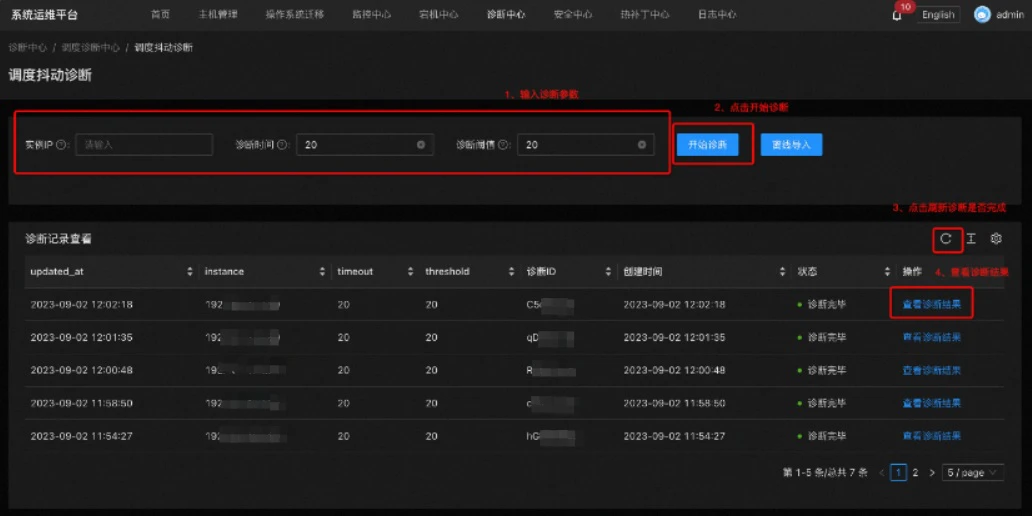 系统运维平台 首页 主机管理 操作系统迁移 监控中心 宕机中心 诊断中心 安全中心 热补丁中心 日志中心 10 English admin
诊断中心 / 调度诊断中心 / 调度抖动诊断
调度抖动诊断
1、输入诊断参数
2、点击开始诊断
实例IP ? : 请输入 诊断时间 ? : 20 诊断阈值 ? : 20 开始诊断 离线导入
3、点击刷新诊断是否完成
诊断记录查看
4、查看诊断结果
updated_at instance timeout threshold 诊断ID 创建时间 状态 操作
2023-09-02 12:02:18 192 20 20 C5 2023-09-02 12:02:18 诊断完毕 查看诊断结果
2023-09-02 12:01:35 192 20 20 qD 2023-09-02 12:01:35 诊断完毕 查看诊断结果
2023-09-02 12:00:48 192 20 20 R 2023-09-02 12:00:48 诊断完毕 查看诊断结果
2023-09-02 11:58:50 192 20 20 2023-09-02 11:58:50 诊断完毕 查看诊断结果
2023-09-02 11:54:27 192 20 20 hG 2023-09-02 11:54:27 诊断完毕 查看诊断结果
第 1-5 条/总共 7 条 < 1 2 > 5 / page